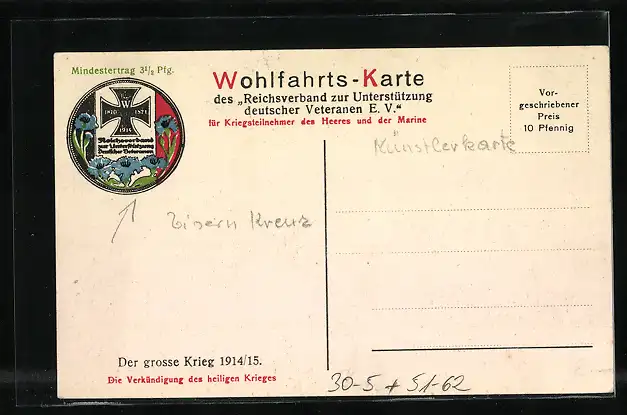 Mindestertrag 3½ Pfg.
W
1870 1871
1914
Reichsverband
zur Unterstützung
Deutscher Veteranen
Wohlfahrts-Karte
des „Reichsverband zur Unterstützung
deutscher Veteranen E. V.“
für Kriegsteilnehmer des Heeres und der Marine
Vor-
geschriebener
Preis
10 Pfennig
Künstlerkarte
Eisern Kreuz
Der grosse Krieg 1914/15.
Die Verkündigung des heiligen Krieges
30-5 * 51-62